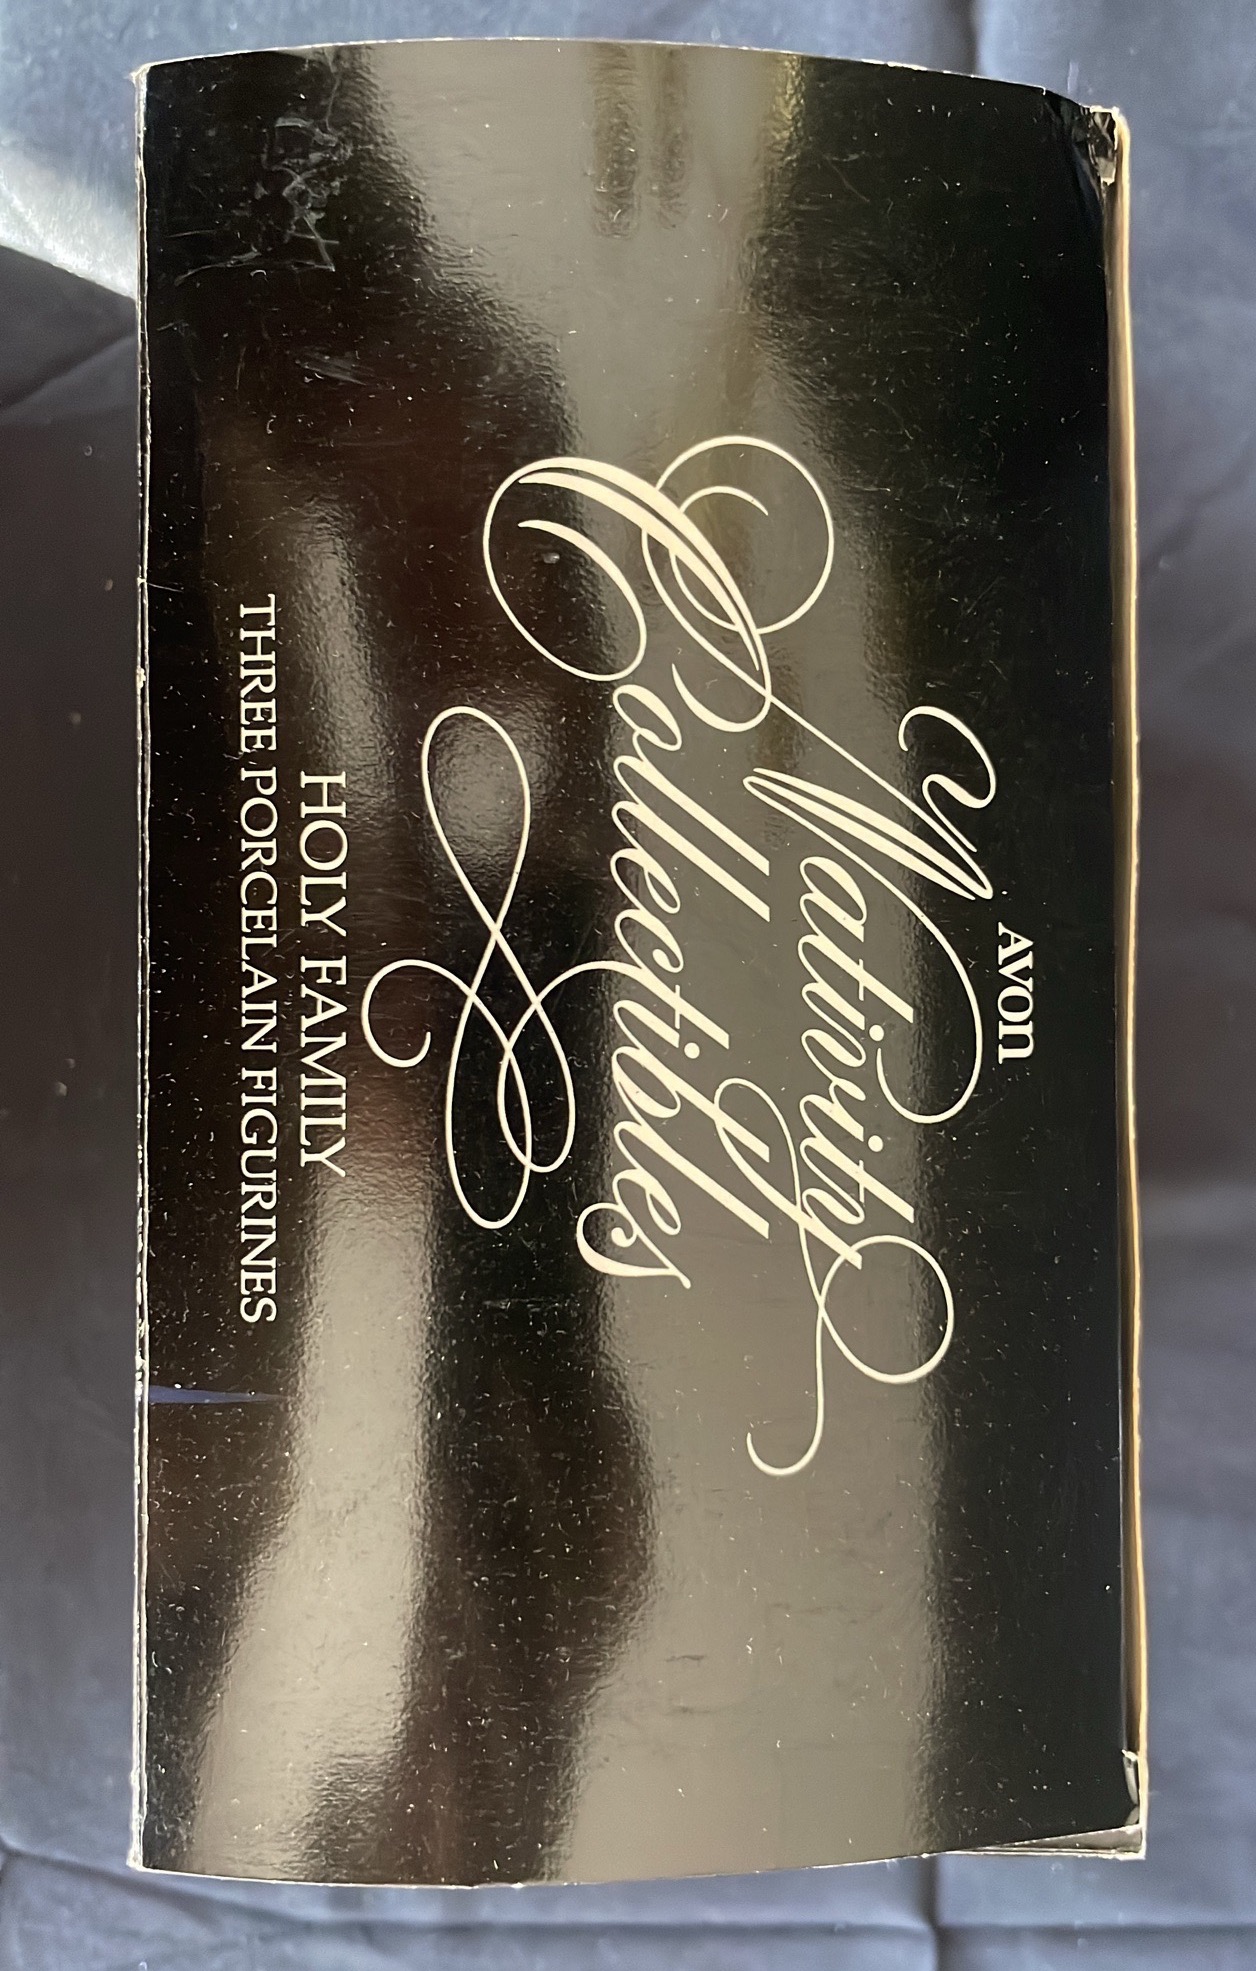 AVON
Nativity
Collectibles
HOLY FAMILY
THREE PORCELAIN FIGURINES